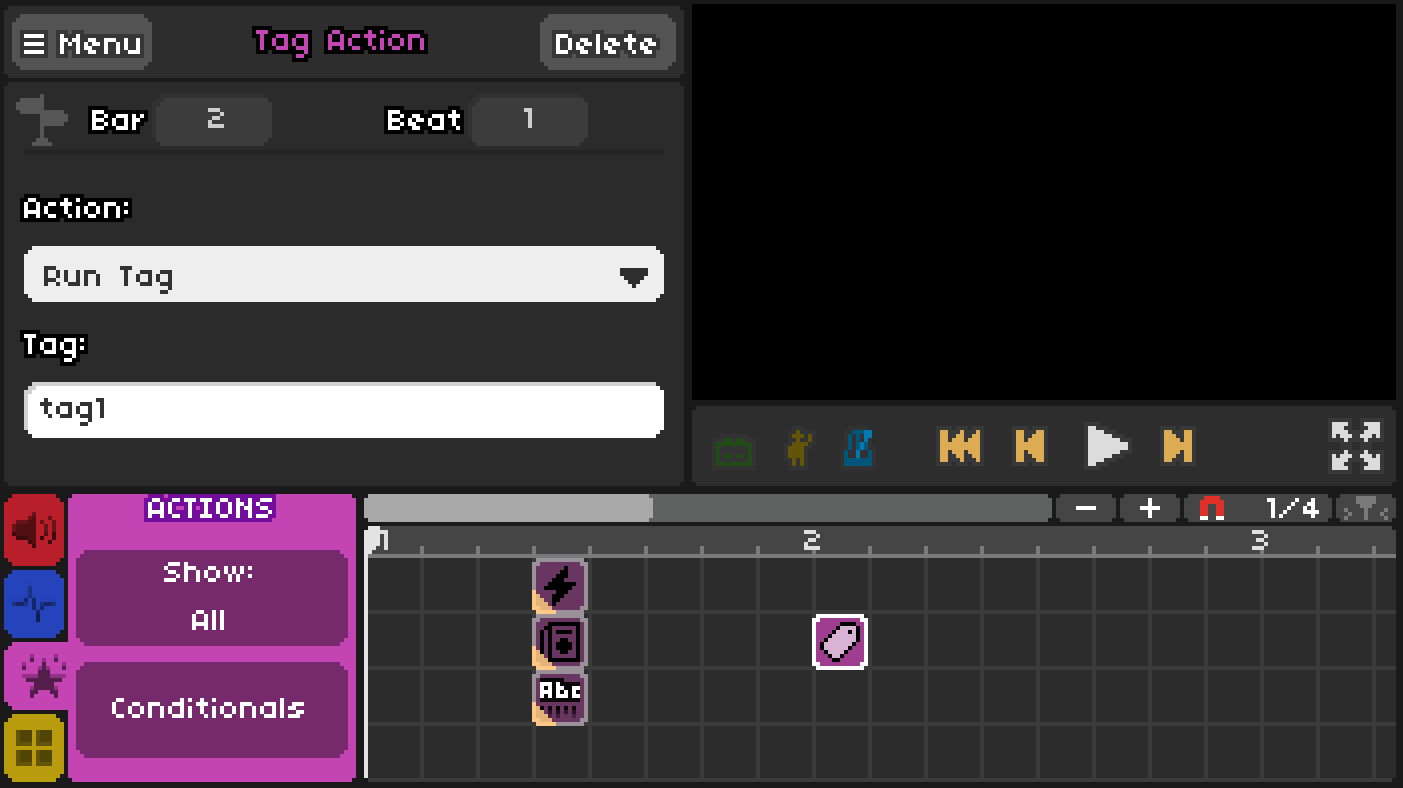 Menu
Tag Action
Delete
Bar 2
Beat 1
Action:
Run Tag
Tag:
tag1
ACTIONS
Show:
All
Conditionals
- + 1/4
1 2 3
Abc